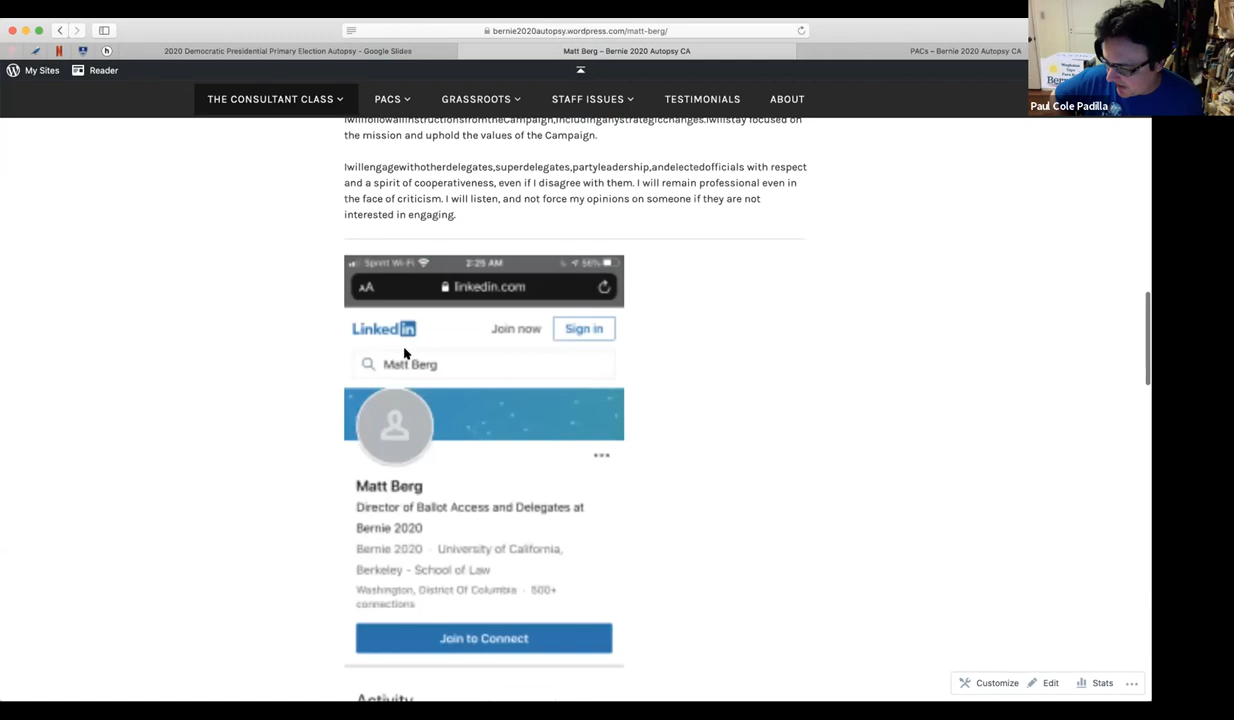 bernie2020autopsy.wordpress.com/matt-berg/
2020 Democratic Presidential Primary Election Autopsy - Google Slides
Matt Berg – Bernie 2020 Autopsy CA
PACs – Bernie 2020 Autopsy CA
My Sites
Reader
Paul Cole Padilla
THE CONSULTANT CLASS
PACS
GRASSROOTS
STAFF ISSUES
TESTIMONIALS
ABOUT
IwillfollowallinstructionsfromtheCampaign,includinganystrategicchanges.Iwillstay focused on
the mission and uphold the values of the Campaign.
Iwillengagewithotherdelegates,superdelegates,partyleadership,andelectedofficials with respect
and a spirit of cooperativeness, even if I disagree with them. I will remain professional even in
the face of criticism. I will listen, and not force my opinions on someone if they are not
interested in engaging.
Sprint Wi-Fi
2:25 AM
56%
AA
linkedin.com
Linked in
Join now
Sign in
Matt Berg
Matt Berg
Director of Ballot Access and Delegates at
Bernie 2020
Bernie 2020 · University of California,
Berkeley - School of Law
Washington, District Of Columbia · 500+
connections
Join to Connect
Activity
Customize
Edit
Stats